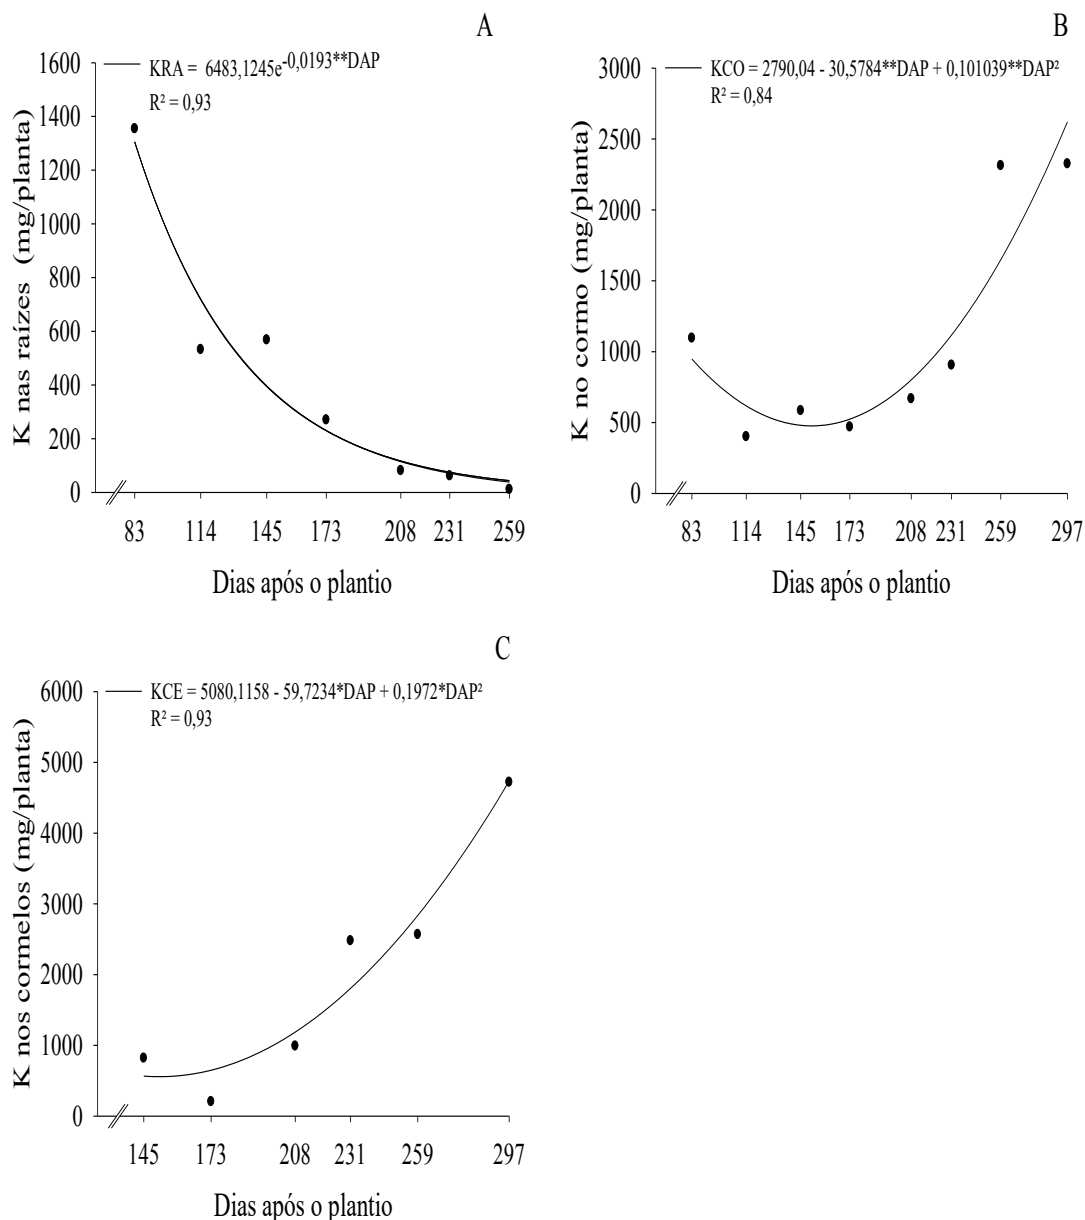 A
KRA = 6483,1245e-0,0193**DAP
R² = 0,93
1600
1400
1200
1000
800
600
400
200
0
K nas raízes (mg/planta)
83 114 145 173 208 231 259
Dias após o plantio
B
KCO = 2790,04 - 30,5784**DAP + 0,101039**DAP²
R² = 0,84
3000
2500
2000
1500
1000
500
0
K no cormo (mg/planta)
83 114 145 173 208 231 259 297
Dias após o plantio
C
KCE = 5080,1158 - 59,7234*DAP + 0,1972*DAP²
R² = 0,93
6000
5000
4000
3000
2000
1000
0
K nos cormelos (mg/planta)
145 173 208 231 259 297
Dias após o plantio